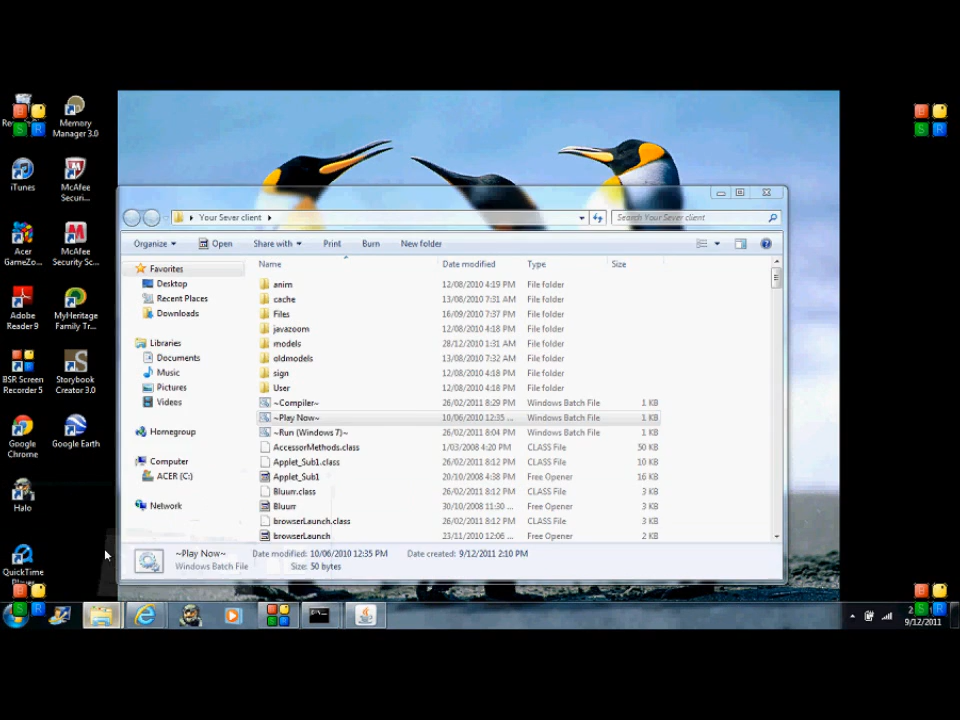 Memory
Manager 3.0
iTunes
McAfee
Securi...
Acer
GameZo...
McAfee
Security Sc...
Adobe
Reader 9
MyHeritage
Family Tr...
BSR Screen
Recorder 5
Storybook
Creator 3.0
Google
Chrome
Google Earth
Halo
QuickTime
B
S R
B
S R
B
S R
B
S R
Your Sever client
Search Your Sever client
Organize Open Share with Print Burn New folder
Name Date modified Type Size
Favorites
Desktop
Recent Places
Downloads
Libraries
Documents
Music
Pictures
Videos
Homegroup
Computer
ACER (C:)
Network
anim 12/08/2010 4:19 PM File folder
cache 13/08/2010 7:31 AM File folder
Files 16/09/2010 7:37 PM File folder
javazoom 12/08/2010 4:18 PM File folder
models 28/12/2010 1:31 AM File folder
oldmodels 13/08/2010 7:32 AM File folder
sign 12/08/2010 4:18 PM File folder
User 12/08/2010 4:18 PM File folder
~Compiler~ 26/02/2011 8:29 PM Windows Batch File 1 KB
~Play Now~ 10/06/2010 12:35 ... Windows Batch File 1 KB
~Run (Windows 7)~ 26/02/2011 8:04 PM Windows Batch File 1 KB
AccessorMethods.class 1/03/2008 4:20 PM CLASS File 50 KB
Applet_Sub1.class 26/02/2011 8:12 PM CLASS File 10 KB
Applet_Sub1 20/10/2008 4:38 PM Free Opener 16 KB
Bluurr.class 26/02/2011 8:12 PM CLASS File 3 KB
Bluurr 30/10/2008 11:30 ... Free Opener 3 KB
browserLaunch.class 26/02/2011 8:12 PM CLASS File 3 KB
browserLaunch 23/11/2010 12:06 ... Free Opener 2 KB
~Play Now~ Date modified: 10/06/2010 12:35 PM Date created: 9/12/2011 2:10 PM
Windows Batch File Size: 50 bytes
9/12/2011